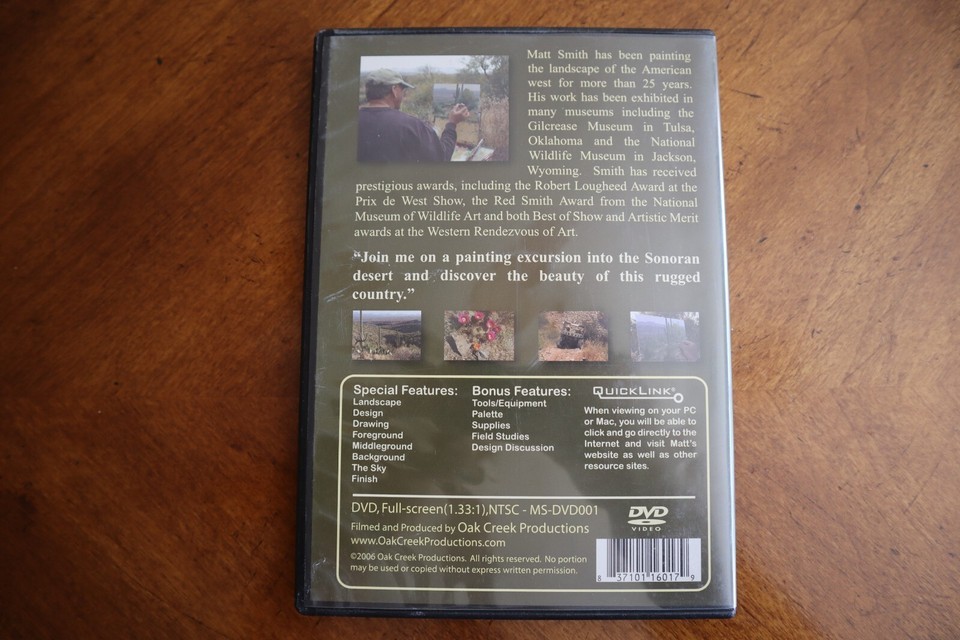 Matt Smith has been painting
the landscape of the American
west for more than 25 years.
His work has been exhibited in
many museums including the
Gilcrease Museum in Tulsa,
Oklahoma and the National
Wildlife Museum in Jackson,
Wyoming. Smith has received
prestigious awards, including the Robert Lougheed Award at the
Prix de West Show, the Red Smith Award from the National
Museum of Wildlife Art and both Best of Show and Artistic Merit
awards at the Western Rendezvous of Art.
“Join me on a painting excursion into the Sonoran
desert and discover the beauty of this rugged
country.”
Special Features:
Landscape
Design
Drawing
Foreground
Middleground
Background
The Sky
Finish
Bonus Features:
Tools/Equipment
Palette
Supplies
Field Studies
Design Discussion
QUICKLINK®
When viewing on your PC
or Mac, you will be able to
click and go directly to the
Internet and visit Matt's
website as well as other
resource sites.
DVD, Full-screen(1.33:1),NTSC - MS-DVD001
Filmed and Produced by Oak Creek Productions
www.OakCreekProductions.com
©2006 Oak Creek Productions. All rights reserved. No portion
may be used or copied without express written permission.
DVD
VIDEO
8 37101 16017 9